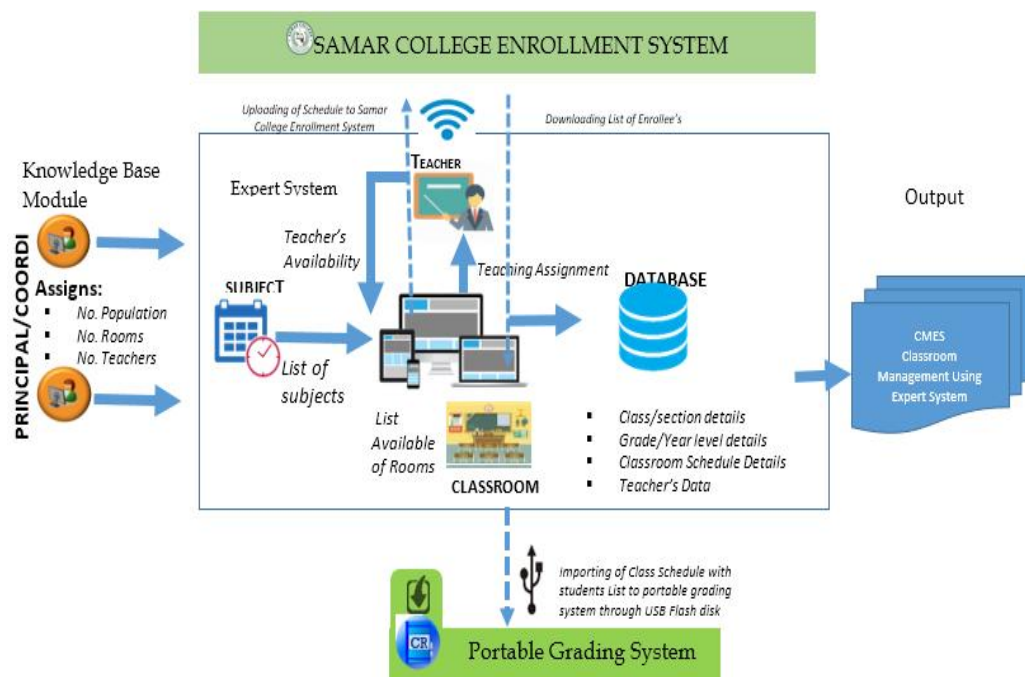 SAMAR COLLEGE ENROLLMENT SYSTEM
Uploading of Schedule to Samar
College Enrollment System
Downloading List of Enrollee's
Knowledge Base
Module
PRINCIPAL/COORDI
Assigns:
No. Population
No. Rooms
No. Teachers
Expert System
TEACHER
Teacher's
Availability
Teaching Assignment
SUBJECT
List of
subjects
List
Available
of Rooms
CLASSROOM
DATABASE
Class/section details
Grade/Year level details
Classroom Schedule Details
Teacher's Data
Output
CMES
Classroom
Management Using
Expert System
Importing of Class Schedule with
students List to portable grading
system through USB Flash disk
CR
Portable Grading System